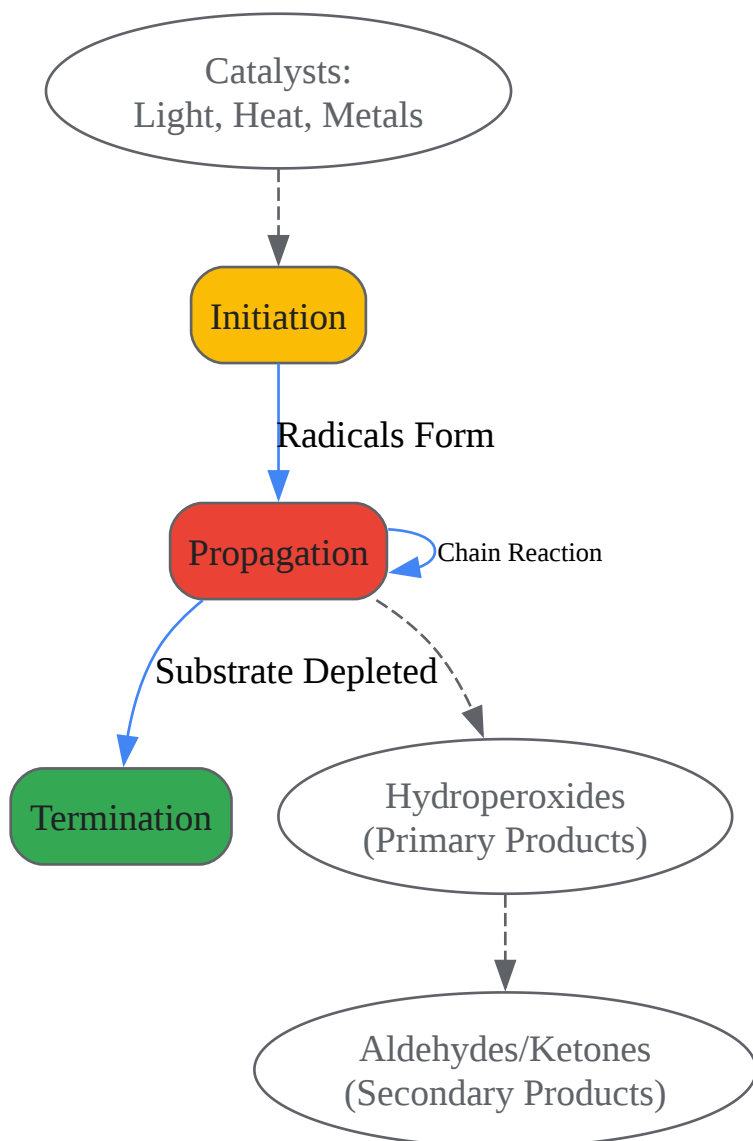 Catalysts:
Light, Heat, Metals
Initiation
Radicals Form
Propagation
Chain Reaction
Substrate Depleted
Termination
Hydroperoxides
(Primary Products)
Aldehydes/Ketones
(Secondary Products)